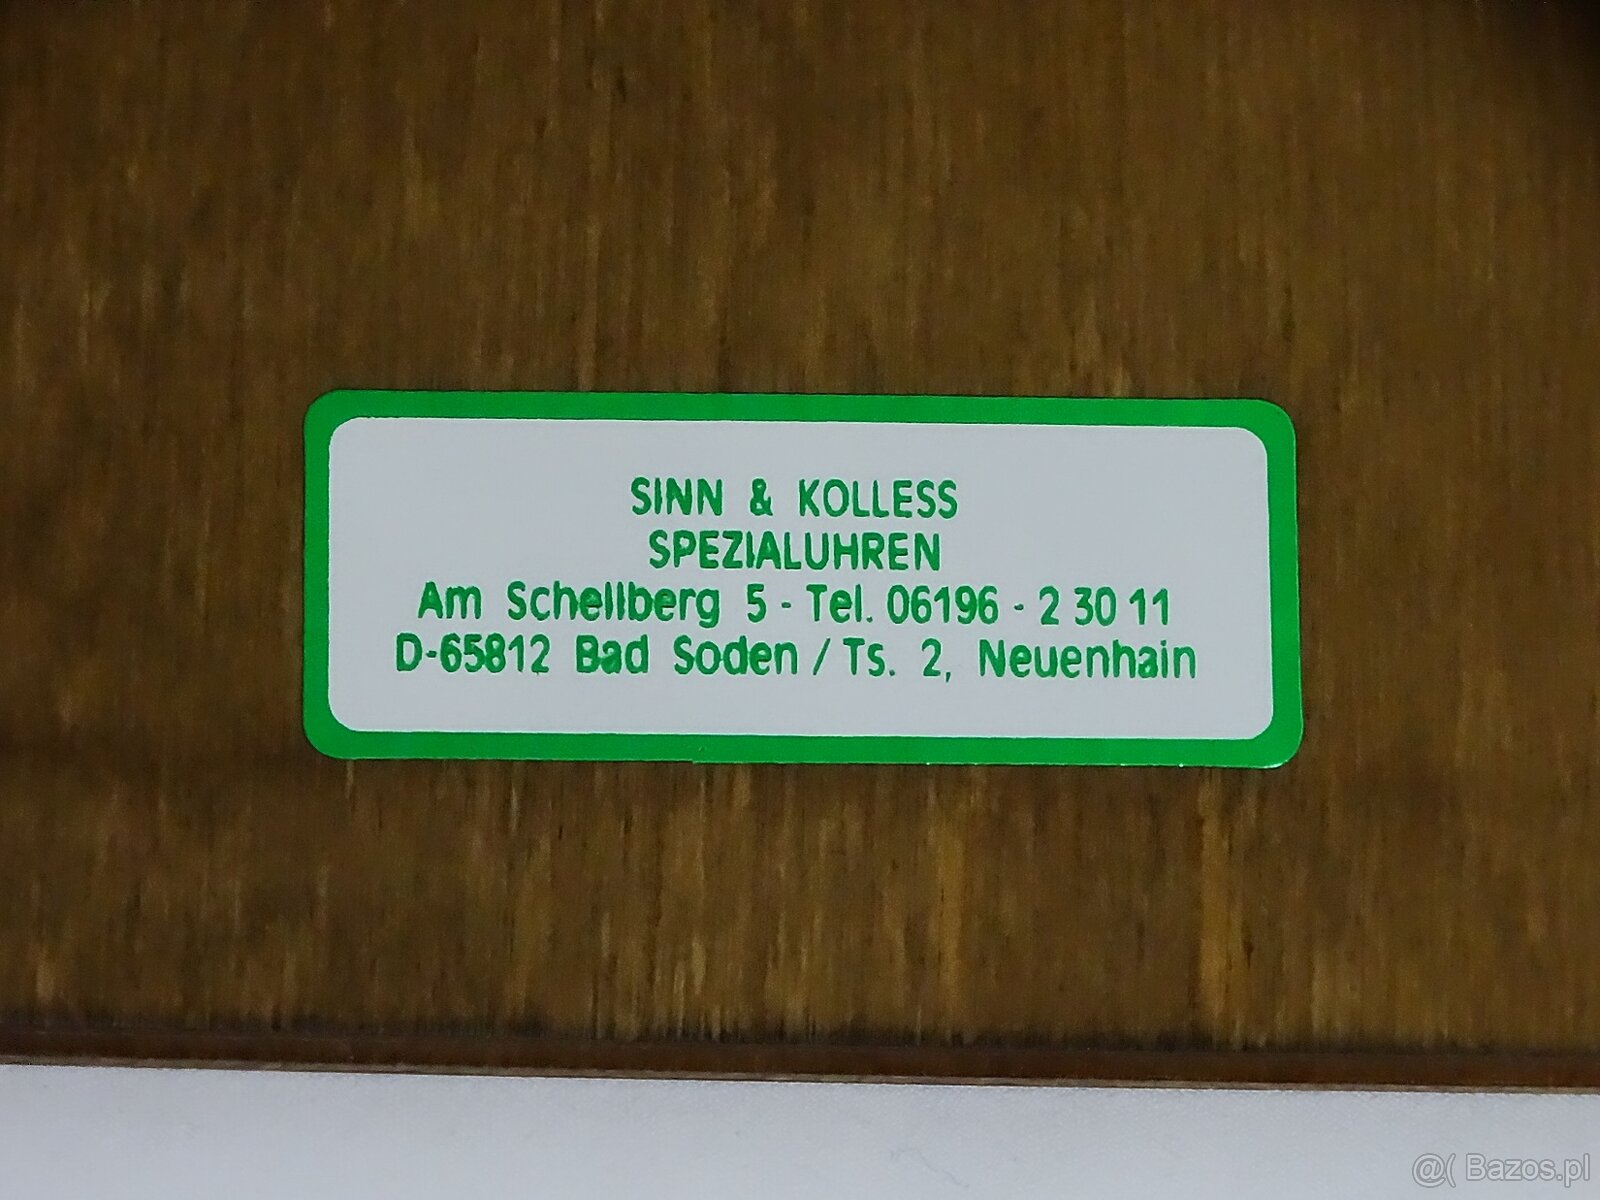 SINN & KOLLESS
SPEZIALUHREN
Am Schellberg 5 - Tel. 06196 - 2 30 11
D-65812 Bad Soden / Ts. 2, Neuenhain
@( Bazos.pl